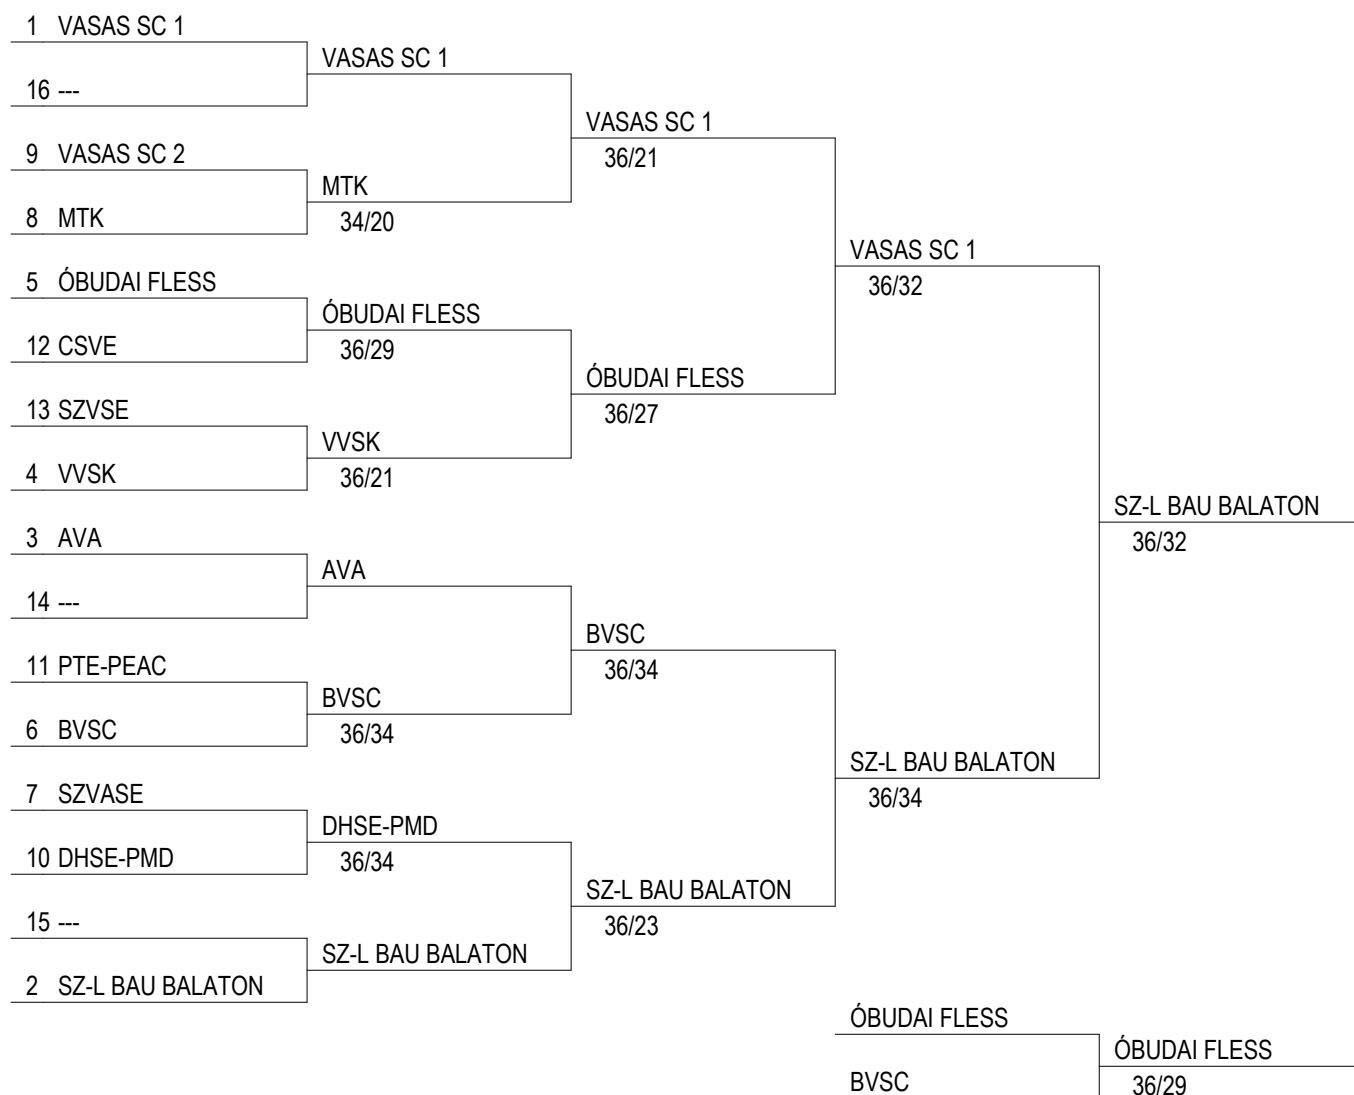 1 VASAS SC 1
VASAS SC 1
16 ---
VASAS SC 1
36/21
9 VASAS SC 2
MTK
34/20
8 MTK
VASAS SC 1
36/32
5 ÓBUDAI FLESS
ÓBUDAI FLESS
36/29
12 CSVE
ÓBUDAI FLESS
36/27
13 SZVSE
VVSK
36/21
4 VVSK
SZ-L BAU BALATON
36/32
3 AVA
AVA
14 ---
BVSC
36/34
11 PTE-PEAC
BVSC
36/34
6 BVSC
SZ-L BAU BALATON
36/34
7 SZVASE
DHSE-PMD
36/34
10 DHSE-PMD
SZ-L BAU BALATON
36/23
15 ---
SZ-L BAU BALATON
2 SZ-L BAU BALATON
ÓBUDAI FLESS
ÓBUDAI FLESS
36/29
BVSC